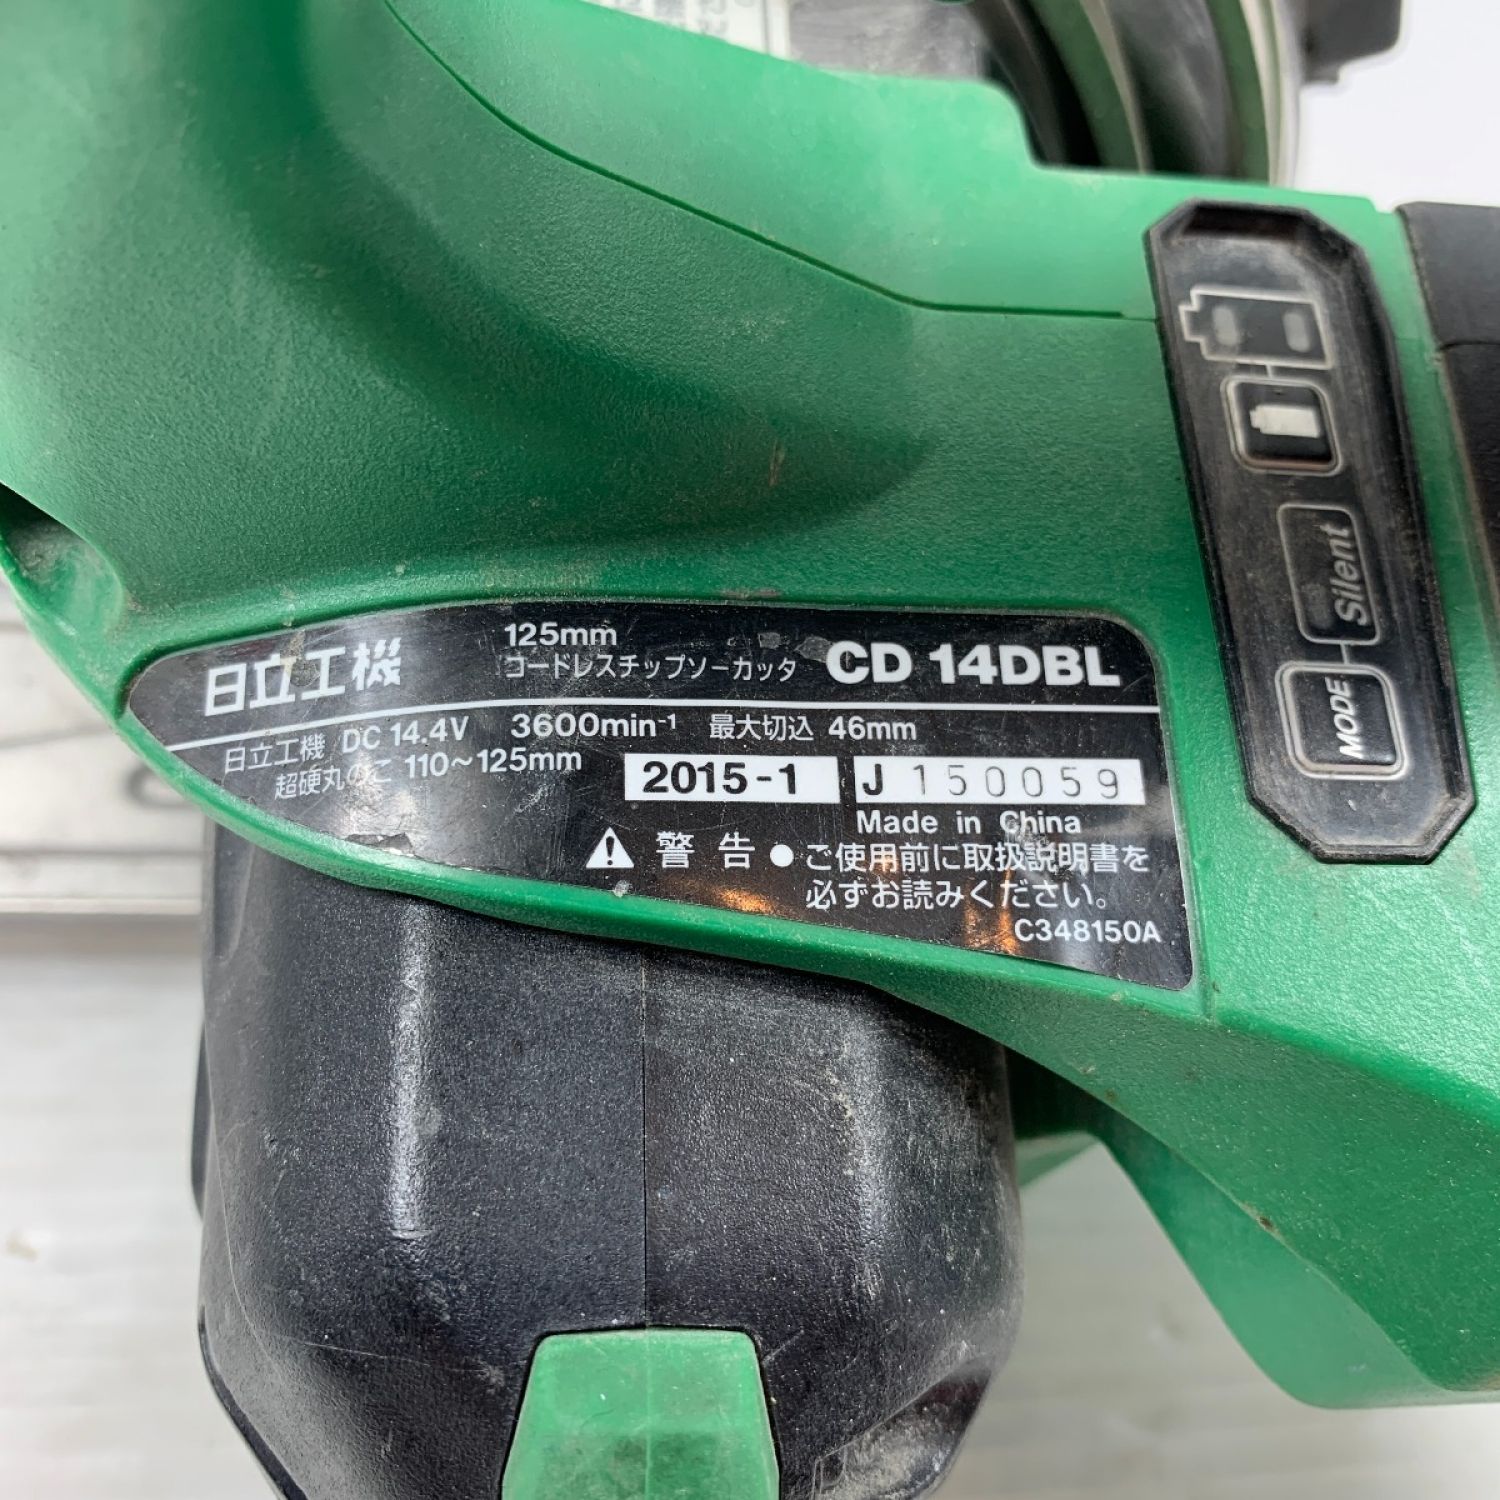 日立工機 125mm コードレスチップソーカッタ CD 14DBL
日立工機 DC 14.4V 3600min⁻¹ 最大切込 46mm
超硬丸のこ 110～125mm
2015-1 J 150059
Made in China
警告 ●ご使用前に取扱説明書を
必ずお読みください。
C348150A
Silent
MODE